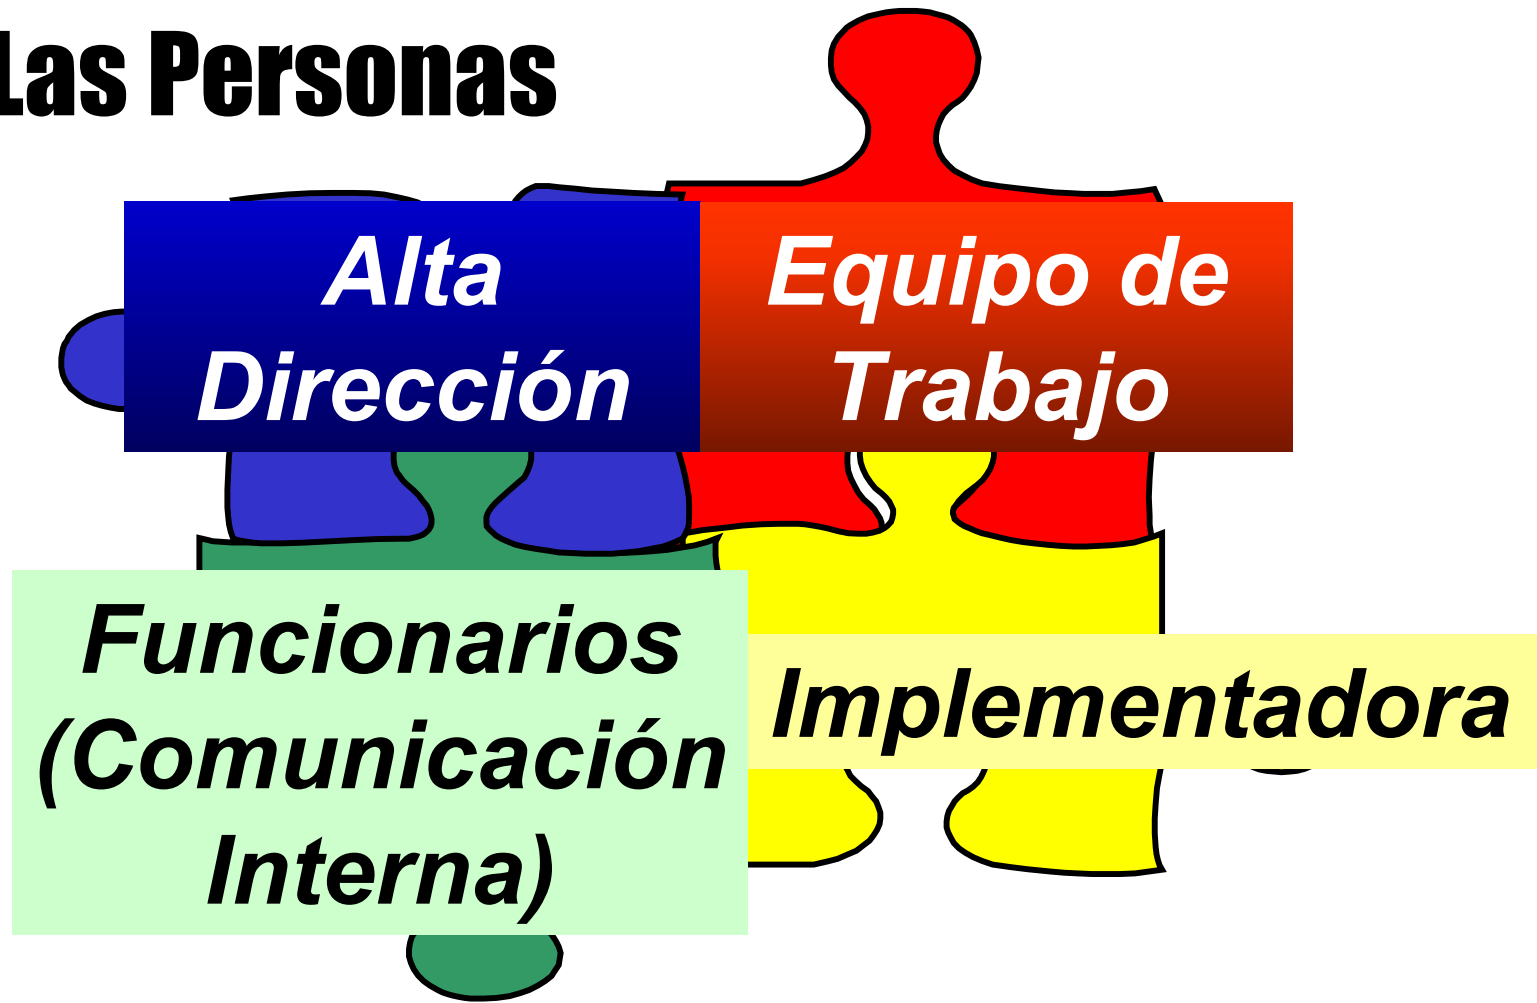 Las Personas
Alta
Dirección
Equipo de
Trabajo
Funcionarios
(Comunicación
Interna)
Implementadora